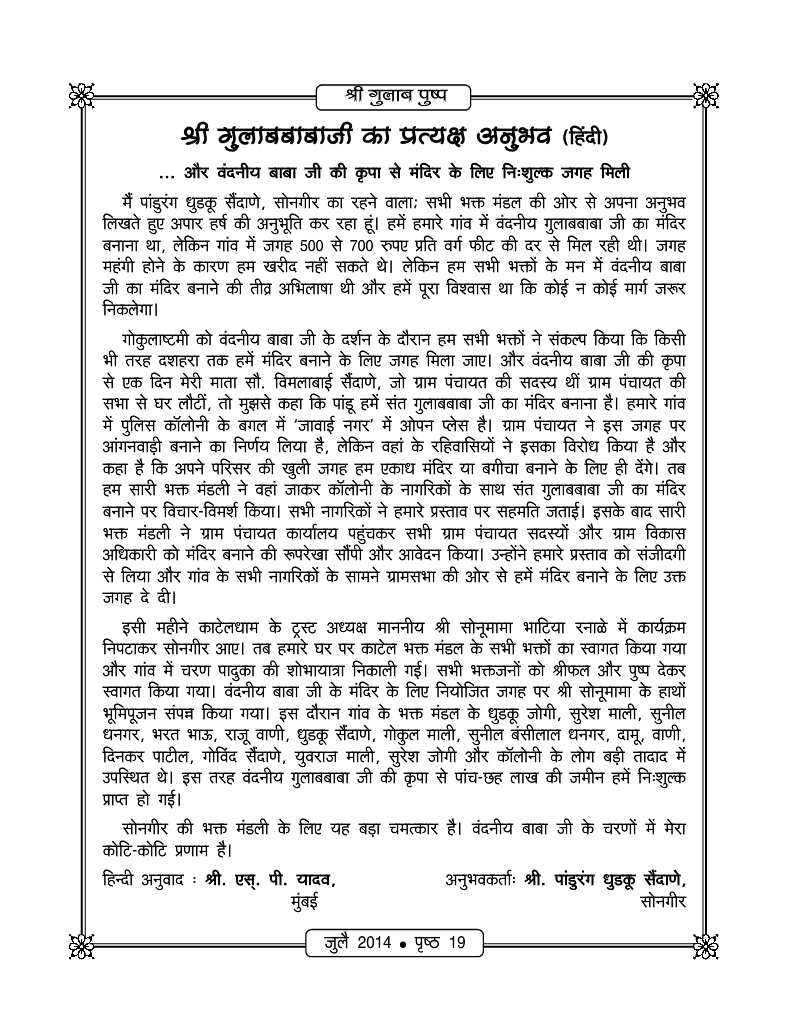 श्री गुलाब पुष्प
श्री गुलाबबाबाजी का प्रत्यक्ष अनुभव (हिंदी)
... और वंदनीय बाबा जी की कृपा से मंदिर के लिए निःशुल्क जगह मिली
मैं पांडुरंग धुडकू सैंदाणे, सोनगीर का रहने वाला; सभी भक्त मंडल की ओर से अपना अनुभव
लिखते हुए अपार हर्ष की अनुभूति कर रहा हूं। हमें हमारे गांव में वंदनीय गुलाबबाबा जी का मंदिर
बनाना था, लेकिन गांव में जगह 500 से 700 रुपए प्रति वर्ग फीट की दर से मिल रही थी। जगह
महंगी होने के कारण हम खरीद नहीं सकते थे। लेकिन हम सभी भक्तों के मन में वंदनीय बाबा
जी का मंदिर बनाने की तीव्र अभिलाषा थी और हमें पूरा विश्वास था कि कोई न कोई मार्ग जरूर
निकलेगा।
गोकुलाष्टमी को वंदनीय बाबा जी के दर्शन के दौरान हम सभी भक्तों ने संकल्प किया कि किसी
भी तरह दशहरा तक हमें मंदिर बनाने के लिए जगह मिला जाए। और वंदनीय बाबा जी की कृपा
से एक दिन मेरी माता सौ. विमलाबाई सैंदाणे, जो ग्राम पंचायत की सदस्य थीं ग्राम पंचायत की
सभा से घर लौटीं, तो मुझसे कहा कि पांडू हमें संत गुलाबबाबा जी का मंदिर बनाना है। हमारे गांव
में पुलिस कॉलोनी के बगल में 'जावाई नगर' में ओपन प्लेस है। ग्राम पंचायत ने इस जगह पर
आंगनवाड़ी बनाने का निर्णय लिया है, लेकिन वहां के रहिवासियों ने इसका विरोध किया है और
कहा है कि अपने परिसर की खुली जगह हम एकाध मंदिर या बगीचा बनाने के लिए ही देंगे। तब
हम सारी भक्त मंडली ने वहां जाकर कॉलोनी के नागरिकों के साथ संत गुलाबबाबा जी का मंदिर
बनाने पर विचार-विमर्श किया। सभी नागरिकों ने हमारे प्रस्ताव पर सहमति जताई। इसके बाद सारी
भक्त मंडली ने ग्राम पंचायत कार्यालय पहुंचकर सभी ग्राम पंचायत सदस्यों और ग्राम विकास
अधिकारी को मंदिर बनाने की रूपरेखा सौंपी और आवेदन किया। उन्होंने हमारे प्रस्ताव को संजीदगी
से लिया और गांव के सभी नागरिकों के सामने ग्रामसभा की ओर से हमें मंदिर बनाने के लिए उक्त
जगह दे दी।
इसी महीने काटेलधाम के ट्रस्ट अध्यक्ष माननीय श्री सोनूमामा भाटिया रनाळे में कार्यक्रम
निपटाकर सोनगीर आए। तब हमारे घर पर काटेल भक्त मंडल के सभी भक्तों का स्वागत किया गया
और गांव में चरण पादुका की शोभायात्रा निकाली गई। सभी भक्तजनों को श्रीफल और पुष्प देकर
स्वागत किया गया। वंदनीय बाबा जी के मंदिर के लिए नियोजित जगह पर श्री सोनूमामा के हाथों
भूमिपूजन संपन्न किया गया। इस दौरान गांव के भक्त मंडल के धुडकू जोगी, सुरेश माली, सुनील
धनगर, भरत भाऊ, राजू वाणी, धुडकू सैंदाणे, गोकुल माली, सुनील बंसीलाल धनगर, दामू, वाणी,
दिनकर पाटील, गोविंद सैंदाणे, युवराज माली, सुरेश जोगी और कॉलोनी के लोग बड़ी तादाद में
उपस्थित थे। इस तरह वंदनीय गुलाबबाबा जी की कृपा से पांच-छह लाख की जमीन हमें निःशुल्क
प्राप्त हो गई।
सोनगीर की भक्त मंडली के लिए यह बड़ा चमत्कार है। वंदनीय बाबा जी के चरणों में मेरा
कोटि-कोटि प्रणाम है।
हिन्दी अनुवाद : श्री. एस्. पी. यादव, अनुभवकर्ताः श्री. पांडुरंग धुडकू सैंदाणे,
मुंबई सोनगीर
जुलै 2014 ● पृष्ठ 19